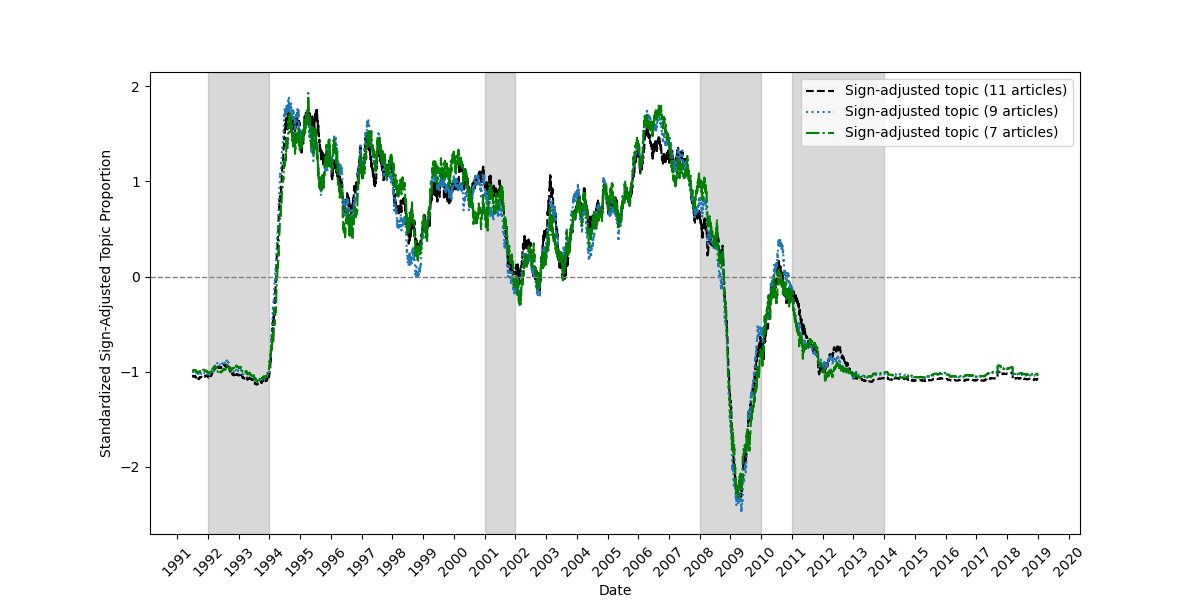 Sign-adjusted topic (11 articles)
Sign-adjusted topic (9 articles)
Sign-adjusted topic (7 articles)
Standardized Sign-Adjusted Topic Proportion
2
1
0
−1
−2
1991 1992 1993 1994 1995 1996 1997 1998 1999 2000 2001 2002 2003 2004 2005 2006 2007 2008 2009 2010 2011 2012 2013 2014 2015 2016 2017 2018 2019 2020
Date